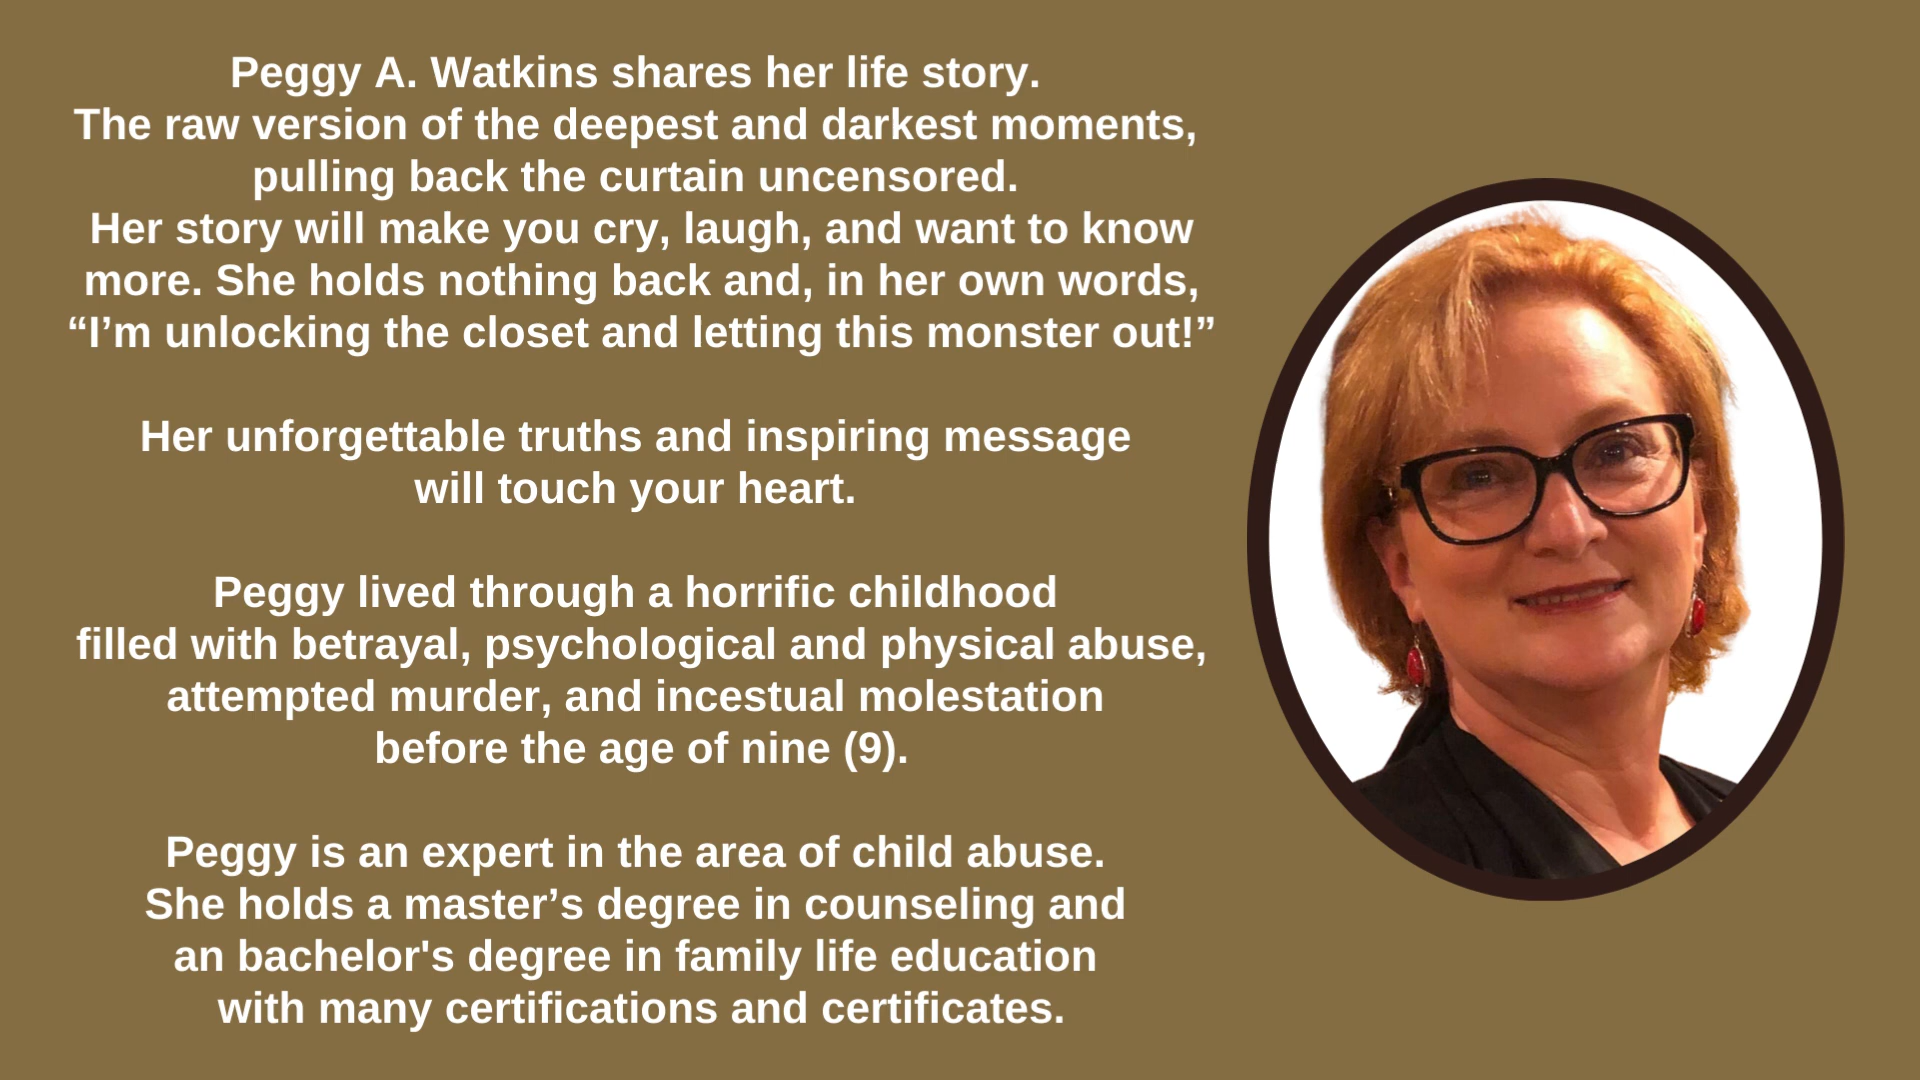 Peggy A. Watkins shares her life story.
The raw version of the deepest and darkest moments,
pulling back the curtain uncensored.
Her story will make you cry, laugh, and want to know
more. She holds nothing back and, in her own words,
“I’m unlocking the closet and letting this monster out!”
Her unforgettable truths and inspiring message
will touch your heart.
Peggy lived through a horrific childhood
filled with betrayal, psychological and physical abuse,
attempted murder, and incestual molestation
before the age of nine (9).
Peggy is an expert in the area of child abuse.
She holds a master’s degree in counseling and
an bachelor's degree in family life education
with many certifications and certificates.